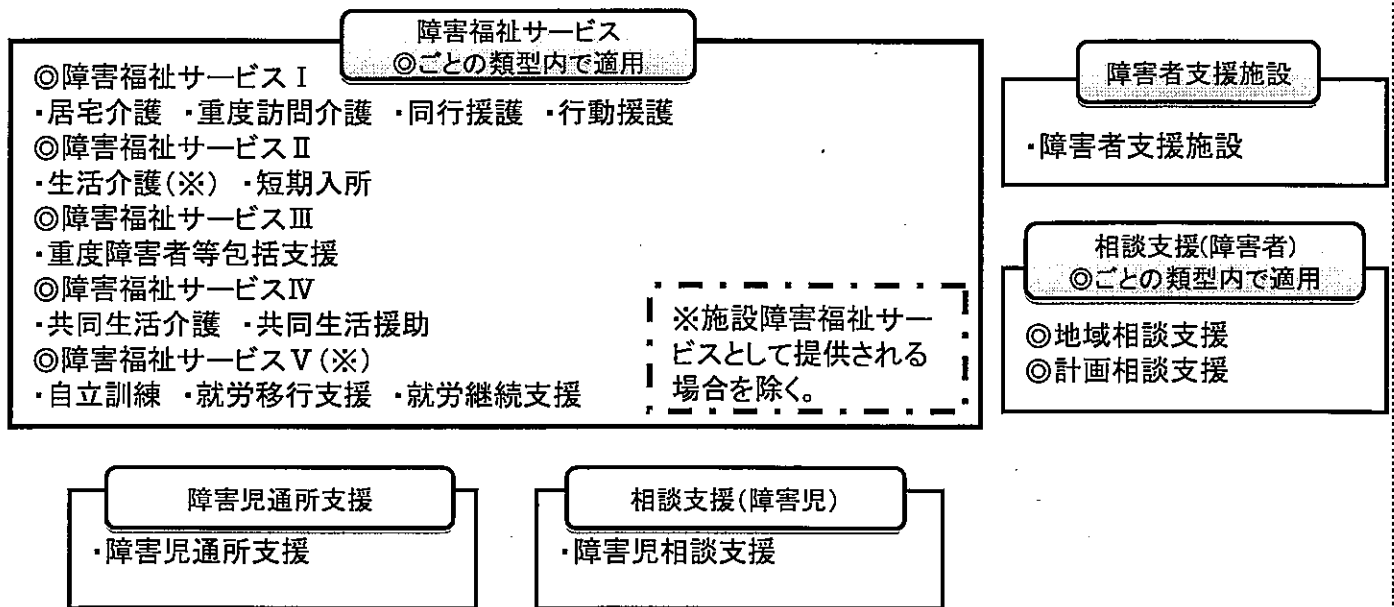 障害福祉サービス
◎ごとの類型内で適用
◎障害福祉サービスⅠ
・居宅介護 ・重度訪問介護 ・同行援護 ・行動援護
◎障害福祉サービスⅡ
・生活介護(※) ・短期入所
◎障害福祉サービスⅢ
・重度障害者等包括支援
◎障害福祉サービスⅣ
・共同生活介護 ・共同生活援助
◎障害福祉サービスⅤ(※)
・自立訓練 ・就労移行支援 ・就労継続支援
※施設障害福祉サー
ビスとして提供される
場合を除く。
障害者支援施設
・障害者支援施設
相談支援(障害者)
◎ごとの類型内で適用
◎地域相談支援
◎計画相談支援
障害児通所支援
・障害児通所支援
相談支援(障害児)
・障害児相談支援